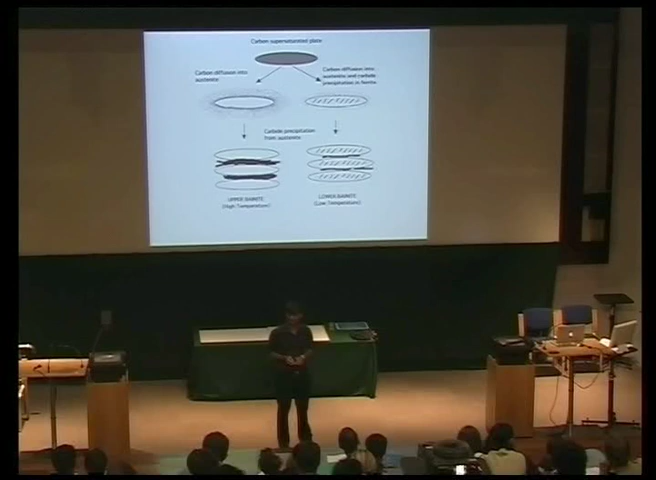 Carbon supersaturated plate
Carbon diffusion into
austenite
Carbon diffusion into
austenite and carbide
precipitation in ferrite
Carbide precipitation
from austenite
UPPER BAINITE
(High Temperature)
LOWER BAINITE
(Low Temperature)